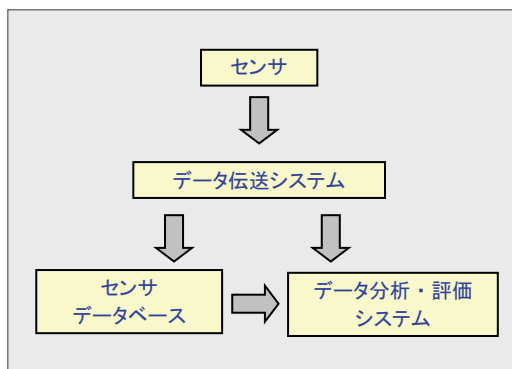 センサ
データ伝送システム
センサ
データベース
データ分析・評価
システム